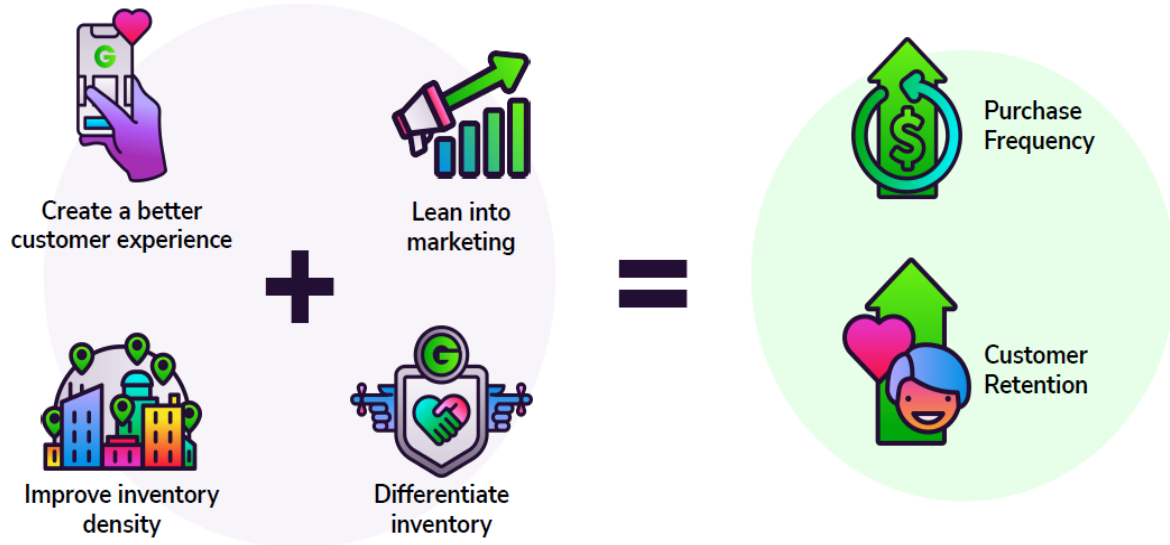 G
Create a better
customer experience
Lean into
marketing
+
G
Improve inventory
density
Differentiate
inventory
=
$
Purchase
Frequency
Customer
Retention